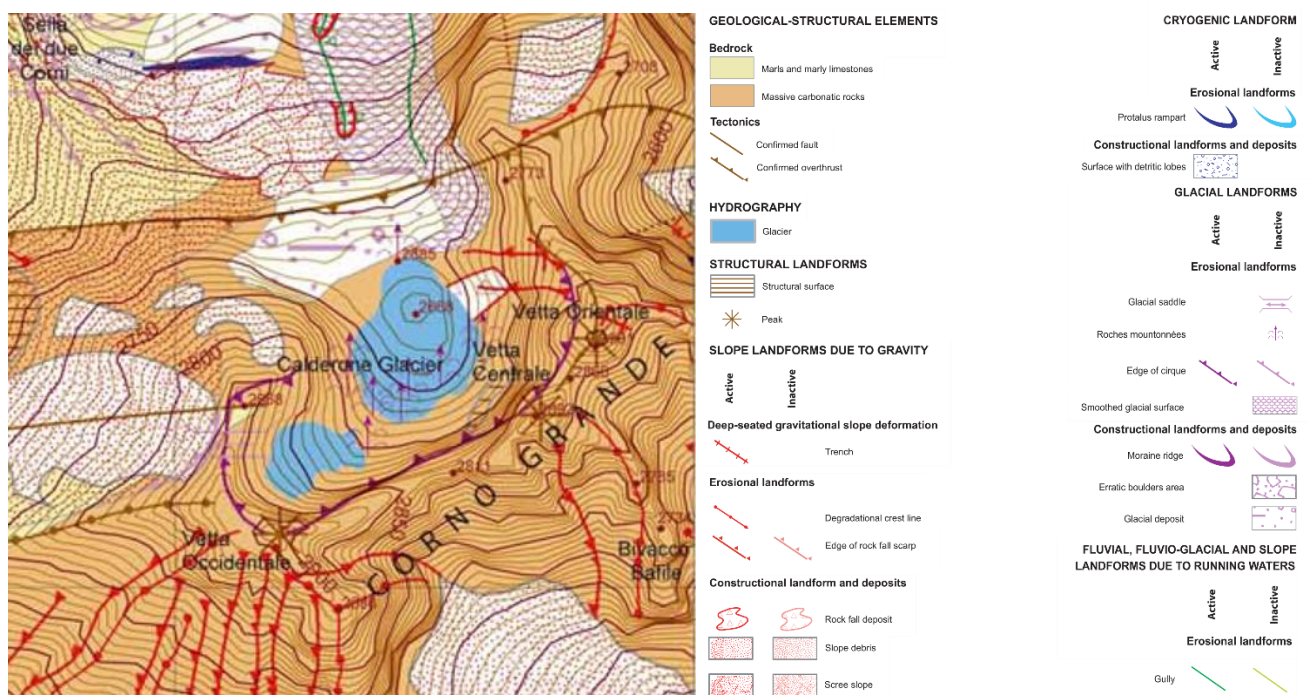 Sella
dei due
Corni
2708
2600
2885
2668
Vetta Orientale
2750
2800
Calderone Glacier
Vetta
Centrale
2811
2735
2850
CORNO GRANDE
Vetta
Occidentale
Bivacco
Bafile
GEOLOGICAL-STRUCTURAL ELEMENTS
Bedrock
Marls and marly limestones
Massive carbonatic rocks
Tectonics
Confirmed fault
Confirmed overthrust
HYDROGRAPHY
Glacier
STRUCTURAL LANDFORMS
Structural surface
Peak
SLOPE LANDFORMS DUE TO GRAVITY
Active
Inactive
Deep-seated gravitational slope deformation
Trench
Erosional landforms
Degradational crest line
Edge of rock fall scarp
Constructional landform and deposits
Rock fall deposit
Slope debris
Scree slope
CRYOGENIC LANDFORM
Active
Inactive
Erosional landforms
Protalus rampart
Constructional landforms and deposits
Surface with detritic lobes
GLACIAL LANDFORMS
Active
Inactive
Erosional landforms
Glacial saddle
Roches mountonnées
Edge of cirque
Smoothed glacial surface
Constructional landforms and deposits
Moraine ridge
Erratic boulders area
Glacial deposit
FLUVIAL, FLUVIO-GLACIAL AND SLOPE
LANDFORMS DUE TO RUNNING WATERS
Active
Inactive
Erosional landforms
Gully